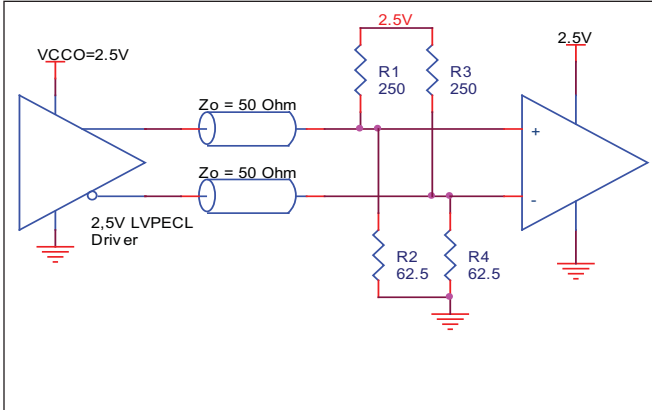 2.5V
VCCO=2.5V
2.5V
R1
250
R3
250
Zo = 50 Ohm
+
Zo = 50 Ohm
-
2,5V LVPECL
Driver
R2
62.5
R4
62.5